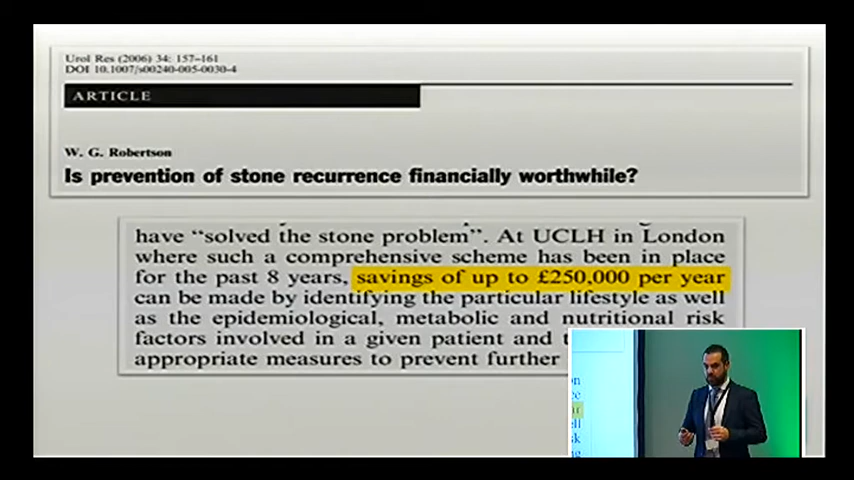 Urol Res (2006) 34: 157–161
DOI 10.1007/s00240-005-0030-4
ARTICLE
W. G. Robertson
Is prevention of stone recurrence financially worthwhile?
have “solved the stone problem”. At UCLH in London
where such a comprehensive scheme has been in place
for the past 8 years, savings of up to £250,000 per year
can be made by identifying the particular lifestyle as well
as the epidemiological, metabolic and nutritional risk
factors involved in a given patient and
appropriate measures to prevent further